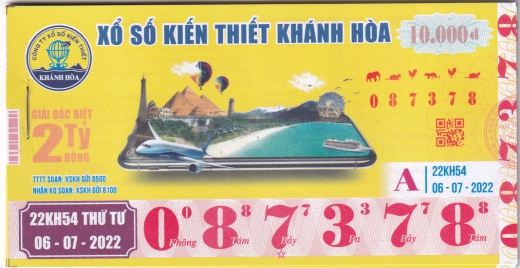 XỔ SỐ KIẾN THIẾT KHÁNH HÒA
10.000đ
CÔNG TY XỔ SỐ KIẾN THIẾT
KHÁNH HÒA
087378
GIẢI ĐẶC BIỆT
2 Tỷ
ĐỒNG
TTTT SOẠN: XSKH GỬI 8500
NHẬN KQ SOẠN: XSKH GỬI 8100
A
22KH54
06-07-2022
22KH54 THỨ TƯ
06-07-2022
0 0 8 8 7 7 3 3 7 7 8 8
Không Tám Bảy Ba Bảy Tám